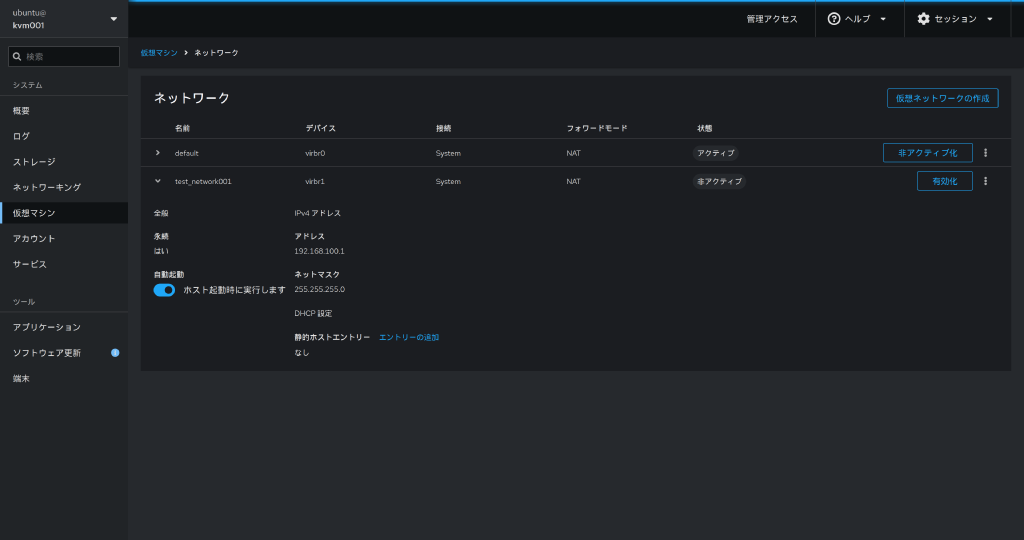 ubuntu@
kvm001
管理アクセス
ヘルプ
セッション
検索
仮想マシン
ネットワーク
システム
概要
ログ
ストレージ
ネットワーキング
仮想マシン
アカウント
サービス
ツール
アプリケーション
ソフトウェア更新
端末
ネットワーク
仮想ネットワークの作成
名前 デバイス 接続 フォワードモード 状態
default virbr0 System NAT アクティブ 非アクティブ化
test_network001 virbr1 System NAT 非アクティブ 有効化
全般
永続
はい
自動起動
ホスト起動時に実行します
IPv4 アドレス
アドレス
192.168.100.1
ネットマスク
255.255.255.0
DHCP 設定
静的ホストエントリー エントリーの追加
なし